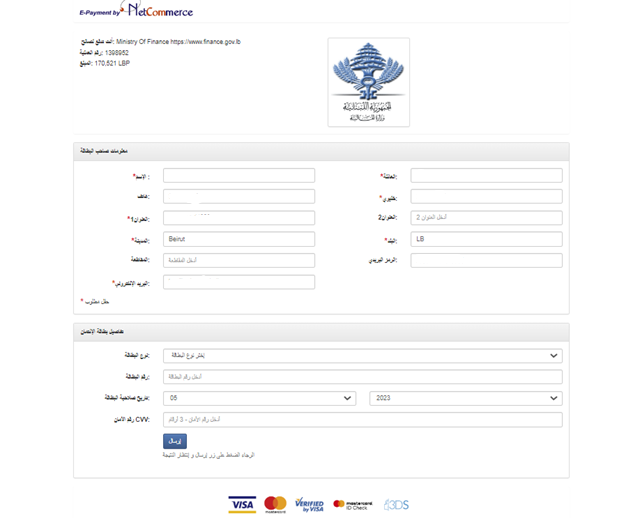 E-Payment by NetCommerce
أنت تدفع لصالح: Ministry Of Finance https://www.finance.gov.lb
رقم العملية: 1398952
المبلغ: 170,521 LBP
الجمهورية اللبنانية
وزارة المالية
معلومات صاحب البطاقة
الإسم: *
العائلة: *
هاتف:
خليوي: *
العنوان1: *
العنوان2: أدخل العنوان 2
المدينة: * Beirut
البلد: * LB
المقاطعة: أدخل المقاطعة
الرمز البريدي:
البريد الإلكتروني: *
* حقل مطلوب
تفاصيل بطاقة الإئتمان
نوع البطاقة: إختر نوع البطاقة
رقم البطاقة: أدخل رقم البطاقة
تاريخ صلاحية البطاقة: 05 2023
رقم الأمان CVV: أدخل رقم الأمان - 3 أرقام
إرسال
الرجاء الضغط على زر إرسال و إنتظار النتيجة
VISA mastercard VERIFIED by VISA mastercard ID Check 3DS